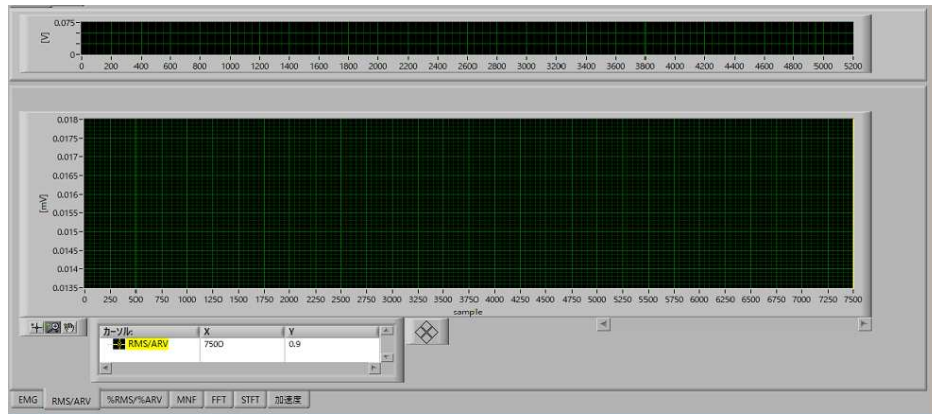 0.075
[V]
0
0 200 400 600 800 1000 1200 1400 1600 1800 2000 2200 2400 2600 2800 3000 3200 3400 3600 3800 4000 4200 4400 4600 4800 5000 5200
0.018
0.0175
0.017
0.0165
0.016
[mV]
0.0155
0.015
0.0145
0.014
0.0135
0 250 500 750 1000 1250 1500 1750 2000 2250 2500 2750 3000 3250 3500 3750 4000 4250 4500 4750 5000 5250 5500 5750 6000 6250 6500 6750 7000 7250 7500
sample
カーソル: X Y
RMS/ARV 7500 0.9
EMG RMS/ARV %RMS/%ARV MNF FFT STFT 加速度